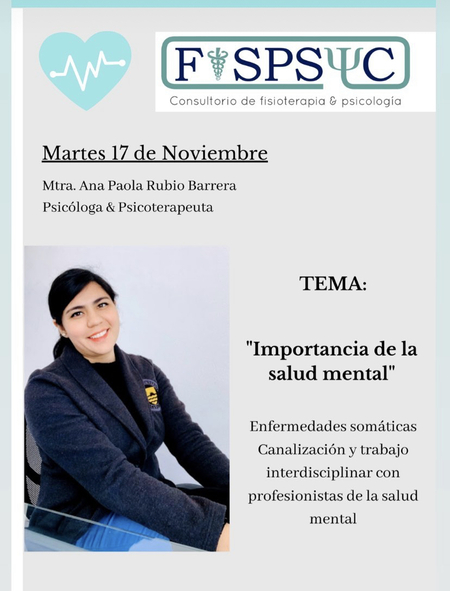 FISPSYC
Consultorio de fisioterapia & psicología
Martes 17 de Noviembre
Mtra. Ana Paola Rubio Barrera
Psicóloga & Psicoterapeuta
TEMA:
"Importancia de la
salud mental"
Enfermedades somáticas
Canalización y trabajo
interdisciplinar con
profesionistas de la salud
mental